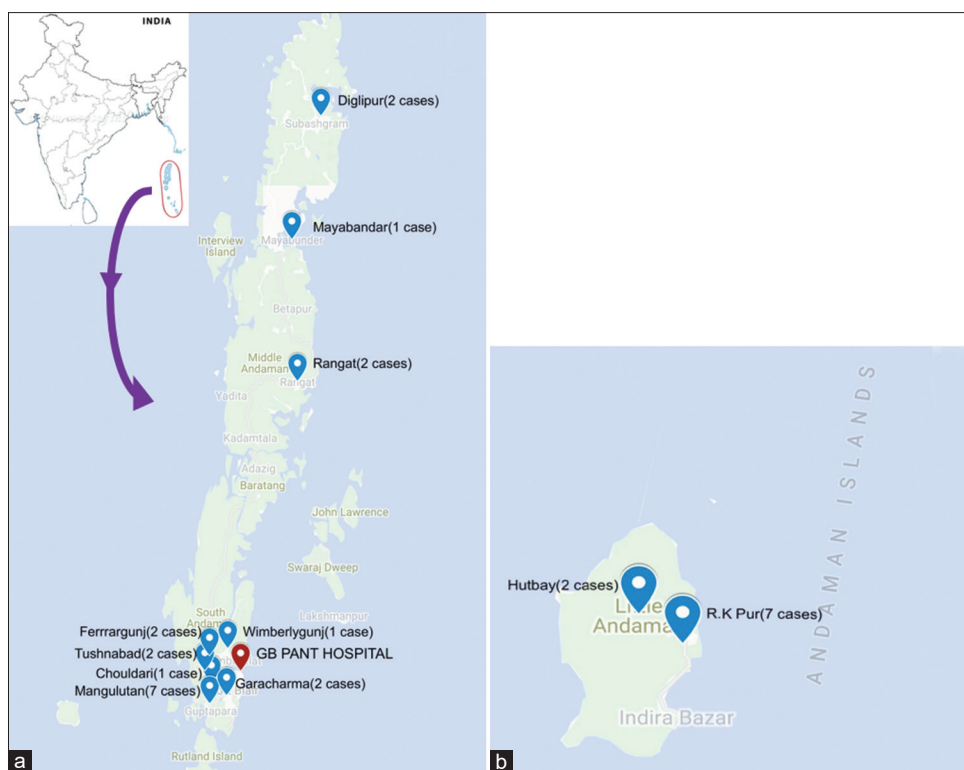 INDIA
Diglipur(2 cases)
Subashgram
Mayabandar(1 case)
Mayabunder
Interview
Island
Betapur
Rangat(2 cases)
Middle
Andaman
Rangat
Yadita
Kadamtala
Adazig
Baratang
John Lawrence
Swaraj Dweep
Lakshmanpur
South
Ferrrargunj(2 cases)
Wimberlygunj(1 case)
Tushnabad(2 cases)
GB PANT HOSPITAL
Chouldari(1 case)
Garacharma(2 cases)
Mangulutan(7 cases)
Guptapara
Rutland Island
a
ANDAMAN ISLANDS
Hutbay(2 cases)
R.K Pur(7 cases)
Indira Bazar
b